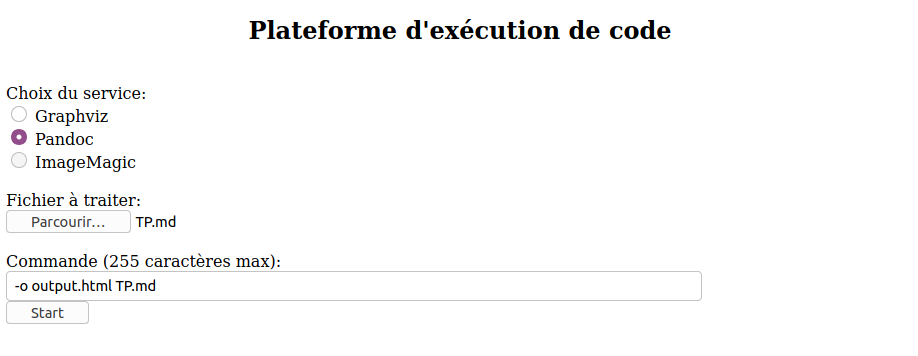 Plateforme d'exécution de code
Choix du service:
Graphviz
Pandoc
ImageMagic
Fichier à traiter:
Parcourir... TP.md
Commande (255 caractères max):
-o output.html TP.md
Start